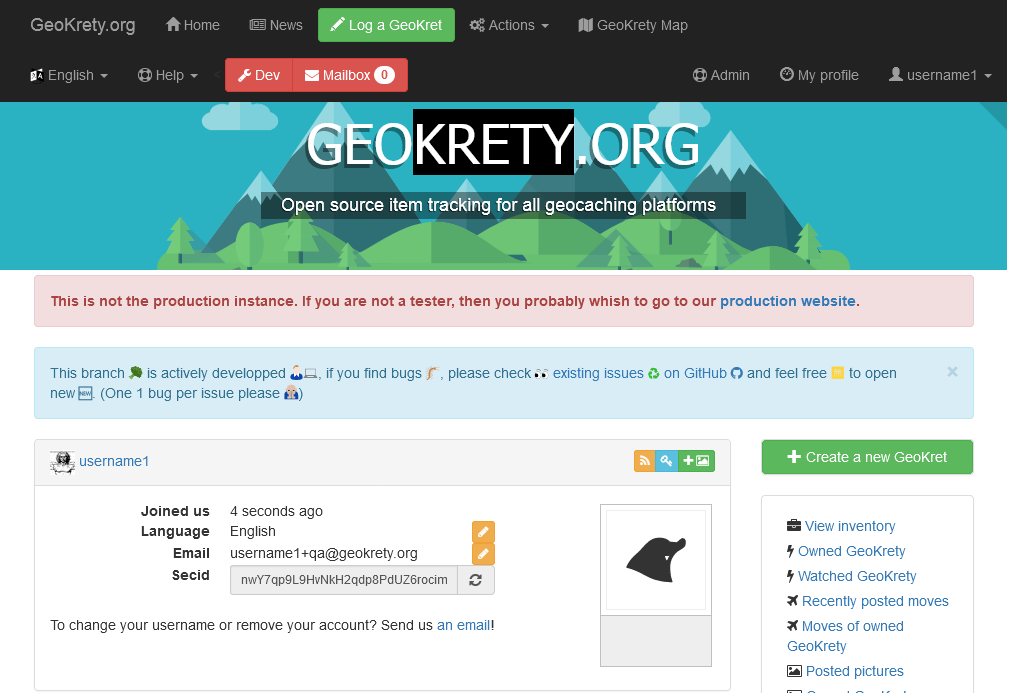 GeoKrety.org Home News Log a GeoKret Actions GeoKrety Map
English Help < Dev Mailbox 0 Admin My profile username1
GEOKRETY.ORG
Open source item tracking for all geocaching platforms
This is not the production instance. If you are not a tester, then you probably whish to go to our production website.
This branch 🌳 is actively developped, if you find bugs, please check 👀 existing issues ♻ on GitHub and feel free to open ×
new 🆕. (One 1 bug per issue please)
username1
Create a new GeoKret
Joined us 4 seconds ago
Language English
Email username1+qa@geokrety.org
Secid nwY7qp9L9HvNkH2qdp8PdUZ6rocim
To change your username or remove your account? Send us an email!
View inventory
Owned GeoKrety
Watched GeoKrety
Recently posted moves
Moves of owned
GeoKrety
Posted pictures